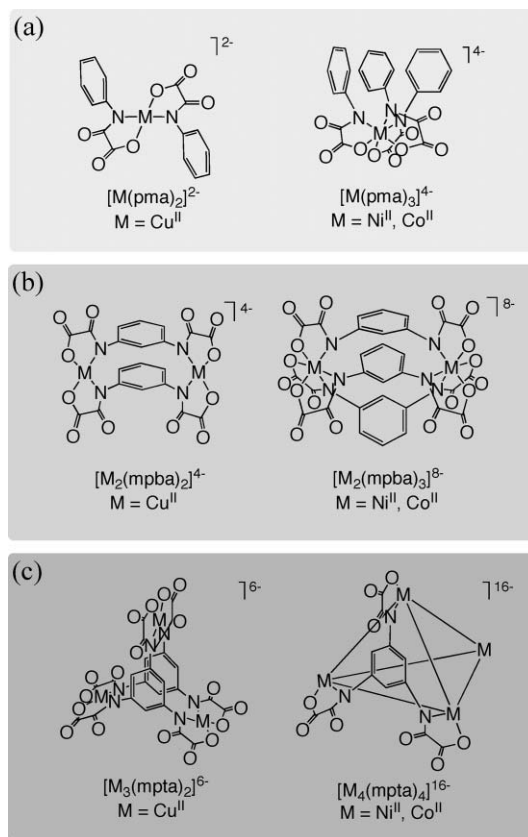 (a)
]2-
]4-
[M(pma)₂]²⁻
M = Cuᴵᴵ
[M(pma)₃]⁴⁻
M = Niᴵᴵ, Coᴵᴵ
(b)
]4-
]8-
[M₂(mpba)₂]⁴⁻
M = Cuᴵᴵ
[M₂(mpba)₃]⁸⁻
M = Niᴵᴵ, Coᴵᴵ
(c)
]6-
]16-
[M₃(mpta)₂]⁶⁻
M = Cuᴵᴵ
[M₄(mpta)₄]¹⁶⁻
M = Niᴵᴵ, Coᴵᴵ